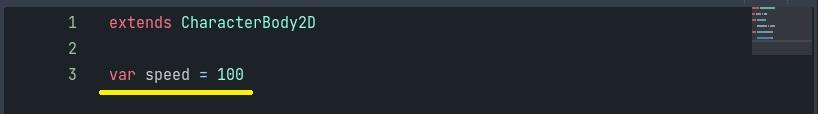 1 extends CharacterBody2D
2
3 var speed = 100